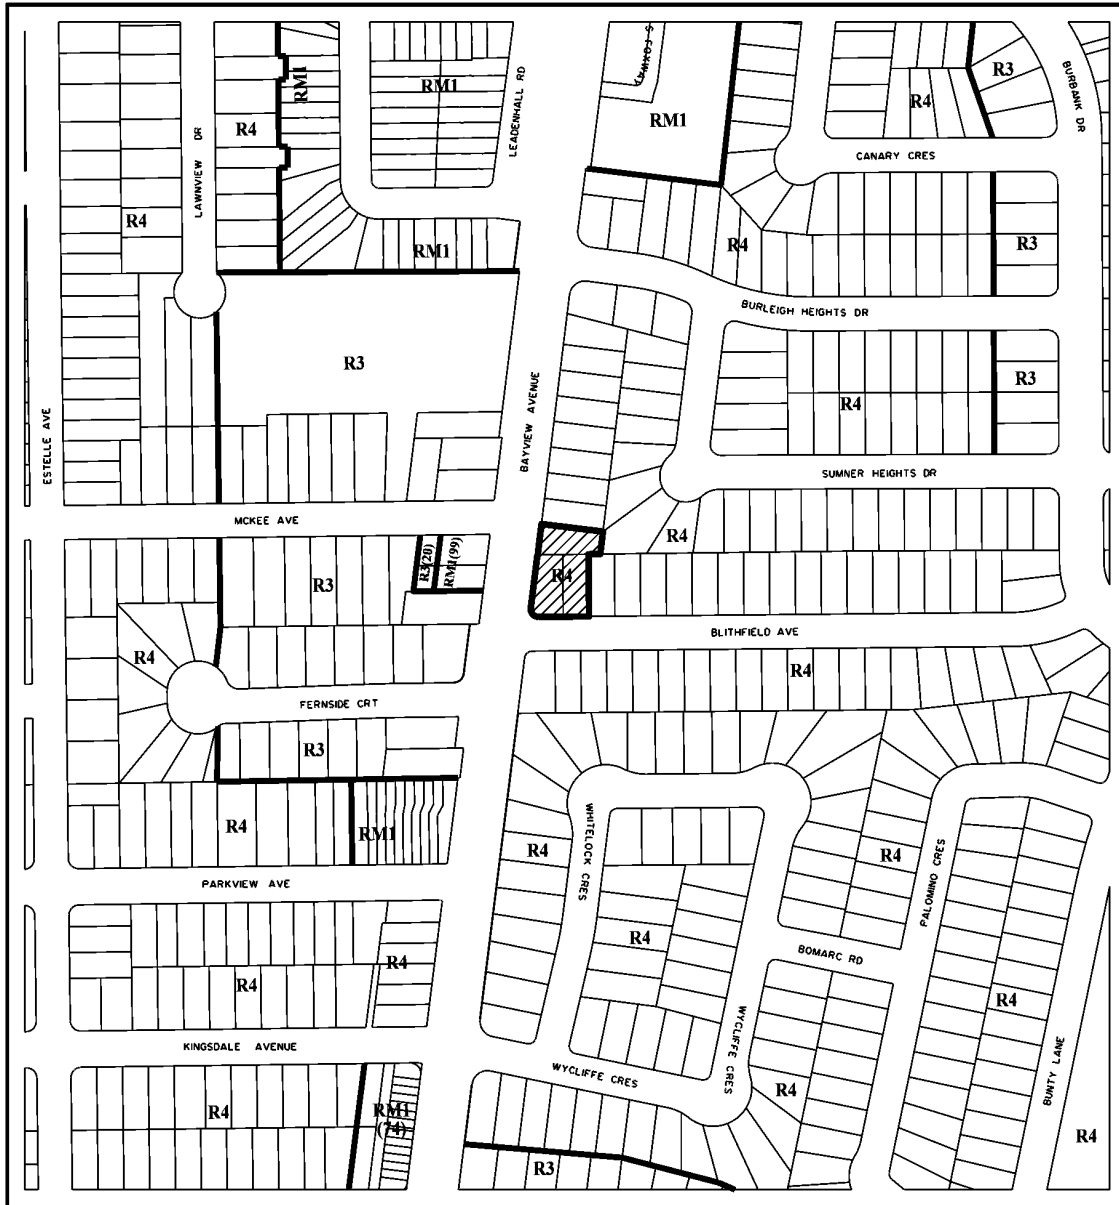 S FOXWAY
RM1
RM1
LEADENHALL RD
RM1
R4
R3
BURBANK DR
R4
LAWNVIEW DR
CANARY CRES
R4
RM1
R4
R3
BURLEIGH HEIGHTS DR
R3
R3
R4
ESTELLE AVE
BAYVIEW AVENUE
SUMNER HEIGHTS DR
MCKEE AVE
R4
R3
R3(28)
RM1(99)
R4
BLITHFIELD AVE
R4
R4
FERNSIDE CRT
R3
R4
RM1
WHITELOCK CRES
R4
R4
PALOMINO CRES
PARKVIEW AVE
R4
BOMARC RD
R4
R4
R4
KINGSDALE AVENUE
WYCLIFFE CRES
WYCLIFFE CRES
BUNTY LANE
R4
R4
RM1
(74)
R4
R3